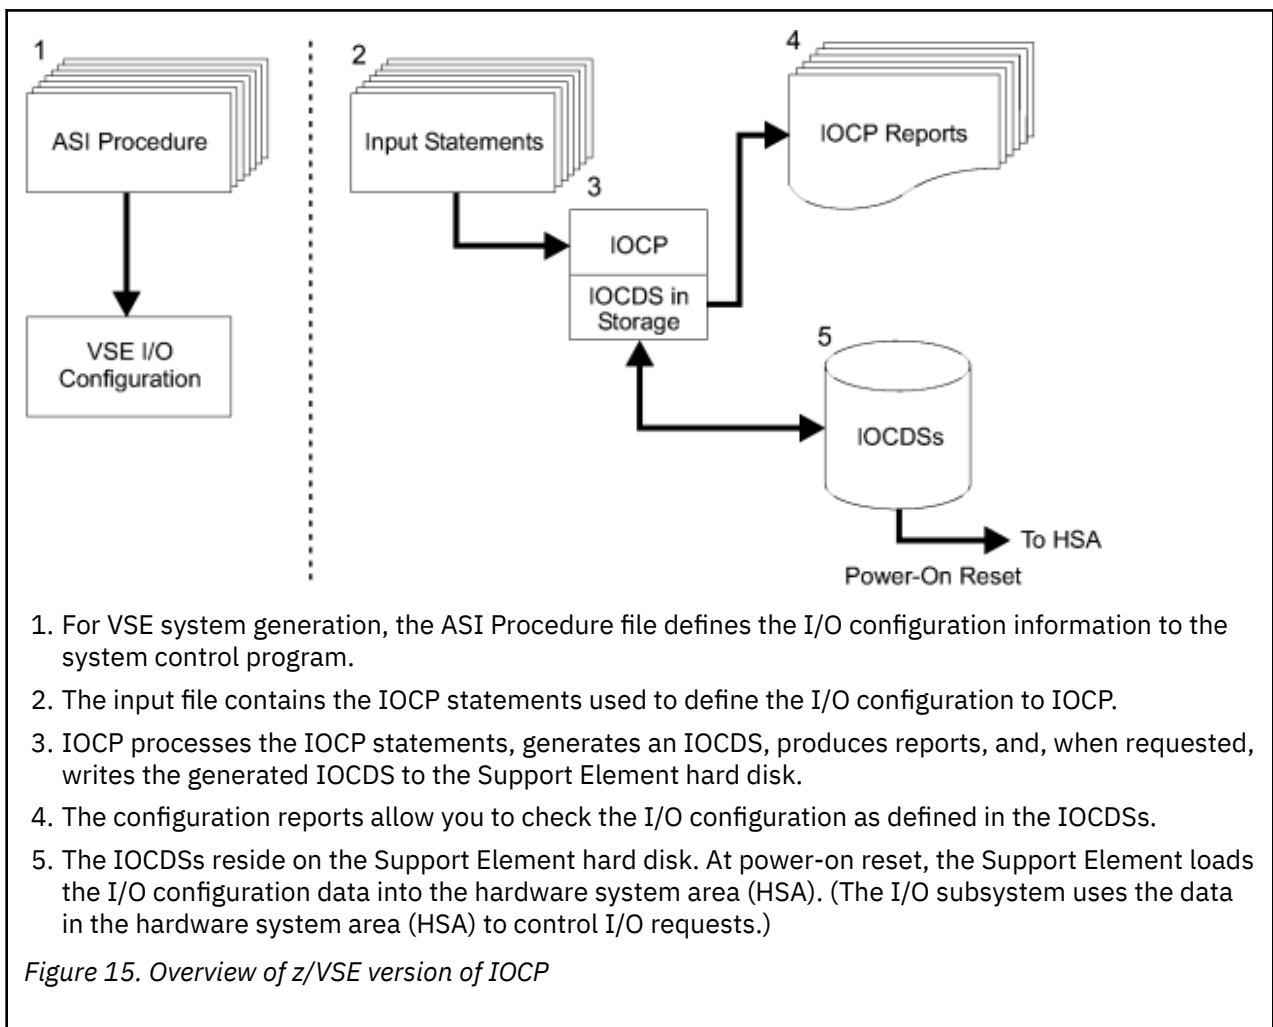 1
ASI Procedure
VSE I/O
Configuration
2
Input Statements
3
IOCP
IOCDS in
Storage
4
IOCP Reports
5
IOCDSs
To HSA
Power-On Reset
1. For VSE system generation, the ASI Procedure file defines the I/O configuration information to the
system control program.
2. The input file contains the IOCP statements used to define the I/O configuration to IOCP.
3. IOCP processes the IOCP statements, generates an IOCDS, produces reports, and, when requested,
writes the generated IOCDS to the Support Element hard disk.
4. The configuration reports allow you to check the I/O configuration as defined in the IOCDSs.
5. The IOCDSs reside on the Support Element hard disk. At power-on reset, the Support Element loads
the I/O configuration data into the hardware system area (HSA). (The I/O subsystem uses the data
in the hardware system area (HSA) to control I/O requests.)
Figure 15. Overview of z/VSE version of IOCP